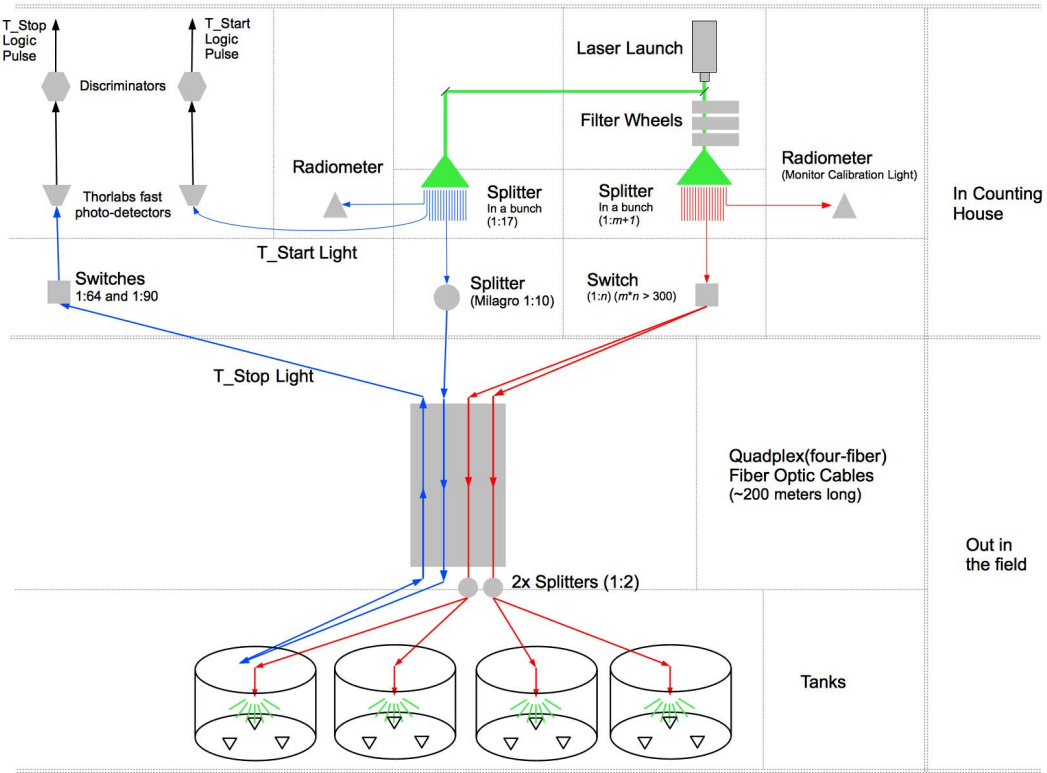 T_Stop
Logic
Pulse
T_Start
Logic
Pulse
Discriminators
Laser Launch
Filter Wheels
Radiometer
Radiometer
(Monitor Calibration Light)
Thorlabs fast
photo-detectors
Splitter
In a bunch
(1:17)
Splitter
In a bunch
(1:m+1)
In Counting
House
T_Start Light
Switches
1:64 and 1:90
Splitter
(Milagro 1:10)
Switch
(1:n) (m*n > 300)
T_Stop Light
Quadplex(four-fiber)
Fiber Optic Cables
(~200 meters long)
Out in
the field
2x Splitters (1:2)
Tanks